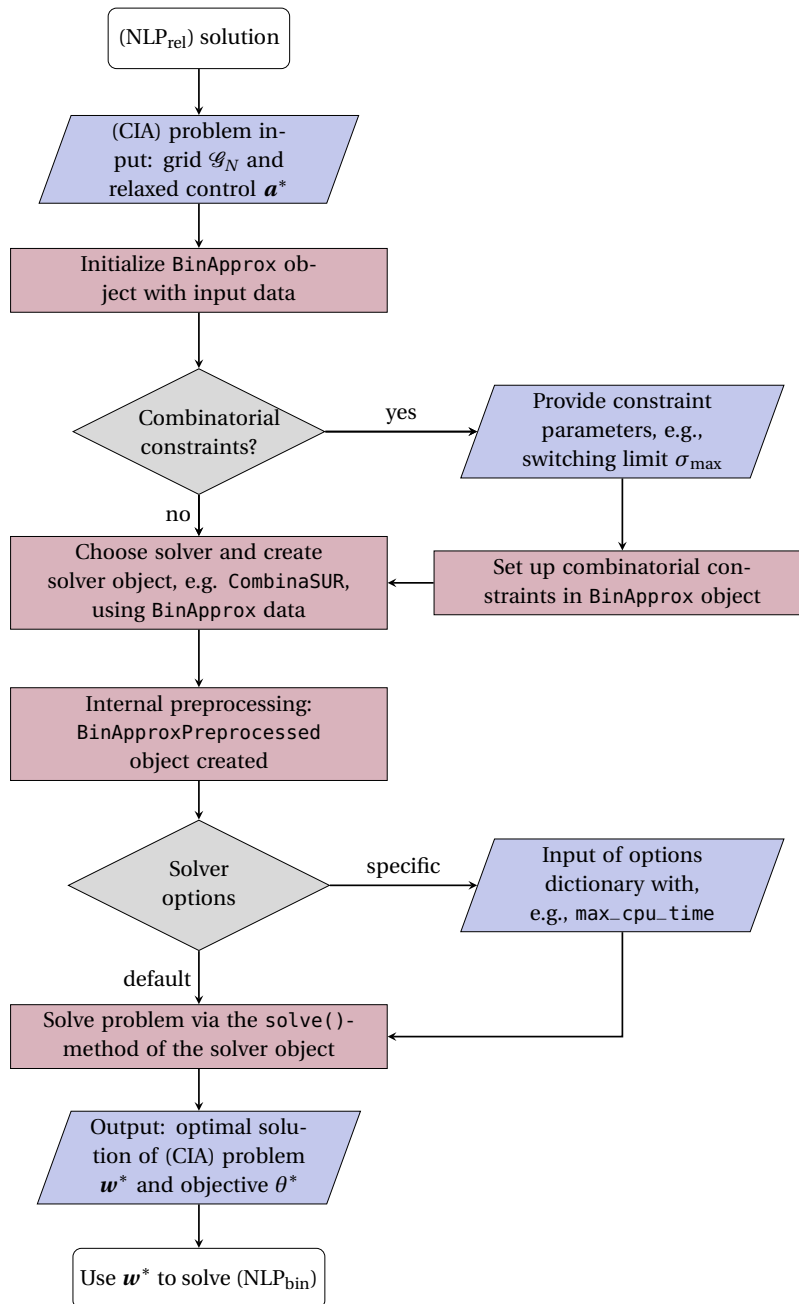 (NLP_rel) solution
(CIA) problem in-
put: grid 𝒢_N and
relaxed control a*
Initialize BinApprox ob-
ject with input data
Combinatorial
constraints?
yes
Provide constraint
parameters, e.g.,
switching limit σ_max
no
Choose solver and create
solver object, e.g. CombinaSUR,
using BinApprox data
Set up combinatorial con-
straints in BinApprox object
Internal preprocessing:
BinApproxPreprocessed
object created
Solver
options
specific
Input of options
dictionary with,
e.g., max_cpu_time
default
Solve problem via the solve()-
method of the solver object
Output: optimal solu-
tion of (CIA) problem
w* and objective θ*
Use w* to solve (NLP_bin)